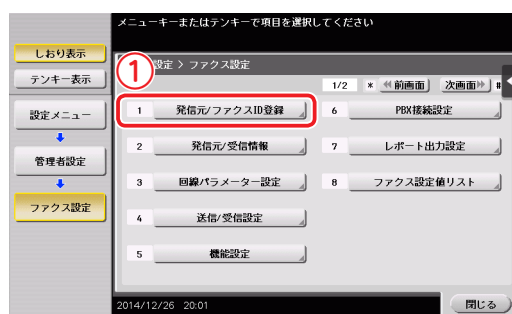 メニューキーまたはテンキーで項目を選択してください
しおり表示
テンキー表示
設定メニュー
管理者設定
ファクス設定
①
設定 > ファクス設定
1/2 * 前画面 次画面 #
1 発信元/ファクスID登録
6 PBX接続設定
2 発信元/受信情報
7 レポート出力設定
3 回線パラメーター設定
8 ファクス設定値リスト
4 送信/受信設定
5 機能設定
2014/12/26 20:01
閉じる